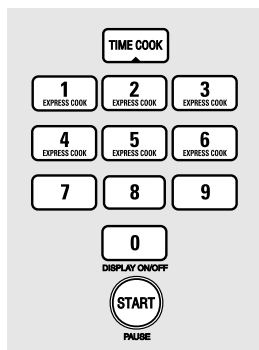 TIME COOK
1 2 3
EXPRESS COOK EXPRESS COOK EXPRESS COOK
4 5 6
EXPRESS COOK EXPRESS COOK EXPRESS COOK
7 8 9
0
DISPLAY ON/OFF
START
PAUSE